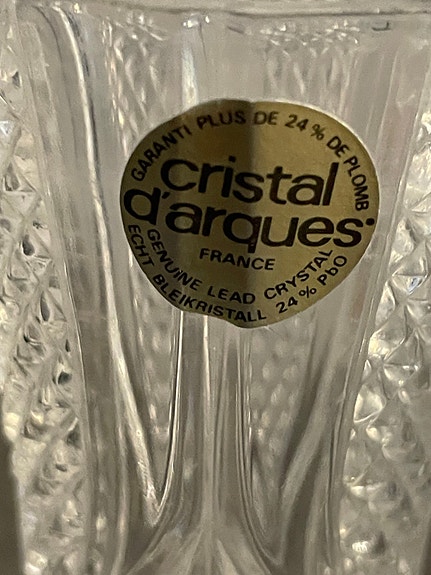 GARANTI PLUS DE 24 % DE PLOMB
cristal
d'arques
FRANCE
GENUINE LEAD CRYSTAL
ECHT BLEIKRISTALL 24 % PbO